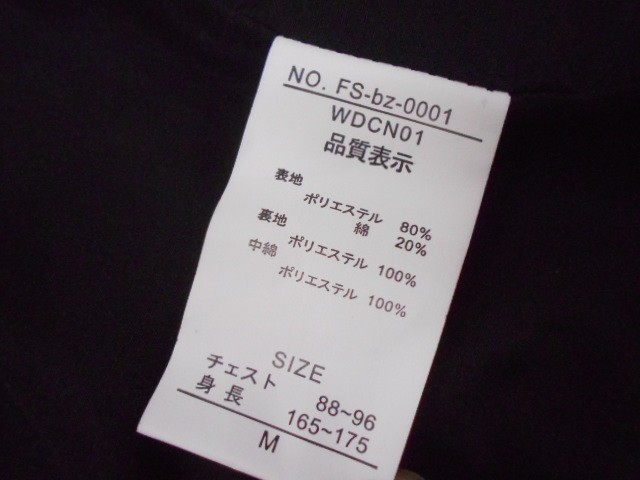 NO. FS-bz-0001
WDCN01
品質表示
表地
ポリエステル 80%
裏地 綿 20%
ポリエステル 100%
中綿
ポリエステル 100%
SIZE
チェスト 88~96
身長 165~175
M